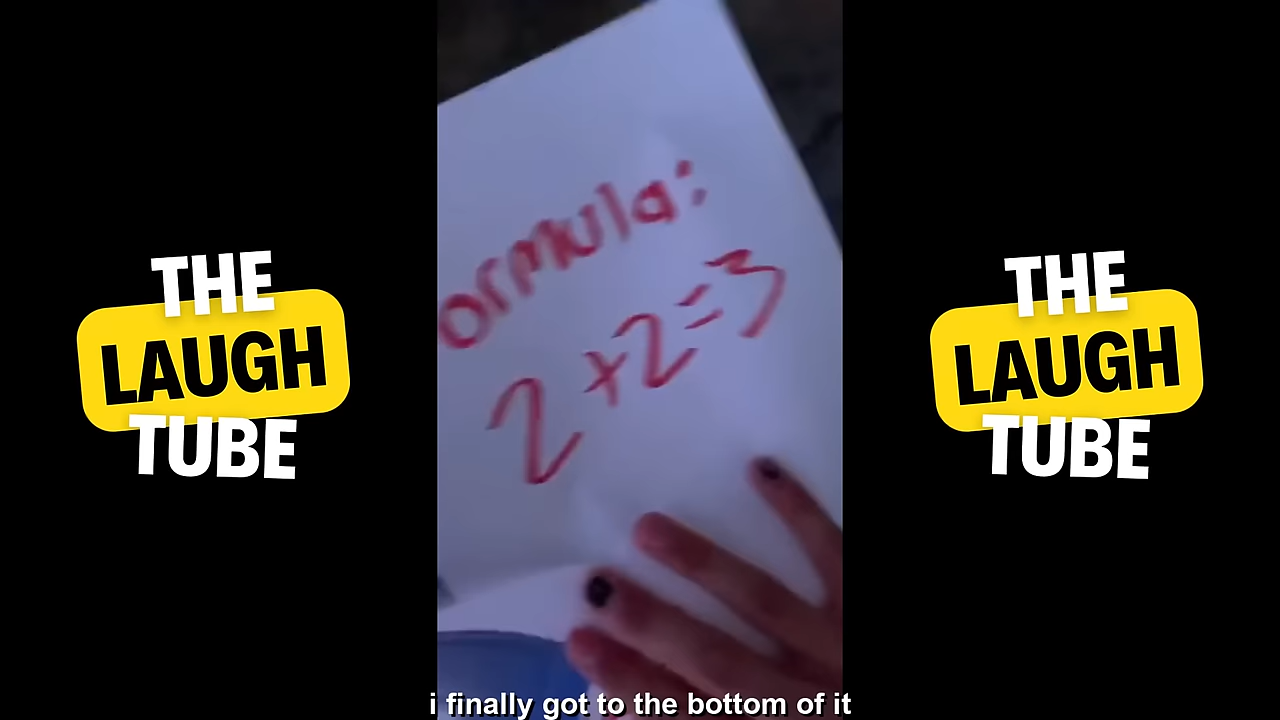 THE
LAUGH
TUBE
ormula:
2+2=3
THE
LAUGH
TUBE
i finally got to the bottom of it